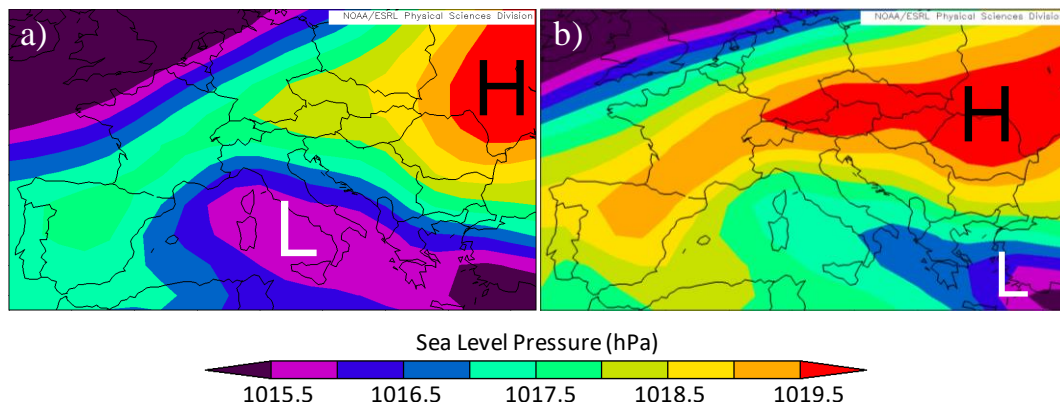 NOAA/ESRL Physical Sciences Division
a)
H
L
NOAA/ESRL Physical Sciences Division
b)
H
L
Sea Level Pressure (hPa)
1015.5 1016.5 1017.5 1018.5 1019.5